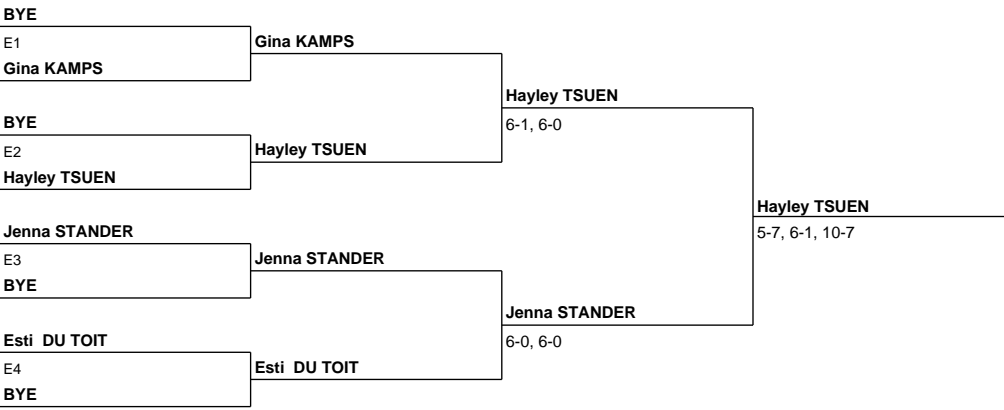 BYE
E1
Gina KAMPS
Gina KAMPS
Hayley TSUEN
6-1, 6-0
BYE
E2
Hayley TSUEN
Hayley TSUEN
Hayley TSUEN
5-7, 6-1, 10-7
Jenna STANDER
E3
BYE
Jenna STANDER
Jenna STANDER
6-0, 6-0
Esti DU TOIT
E4
BYE
Esti DU TOIT